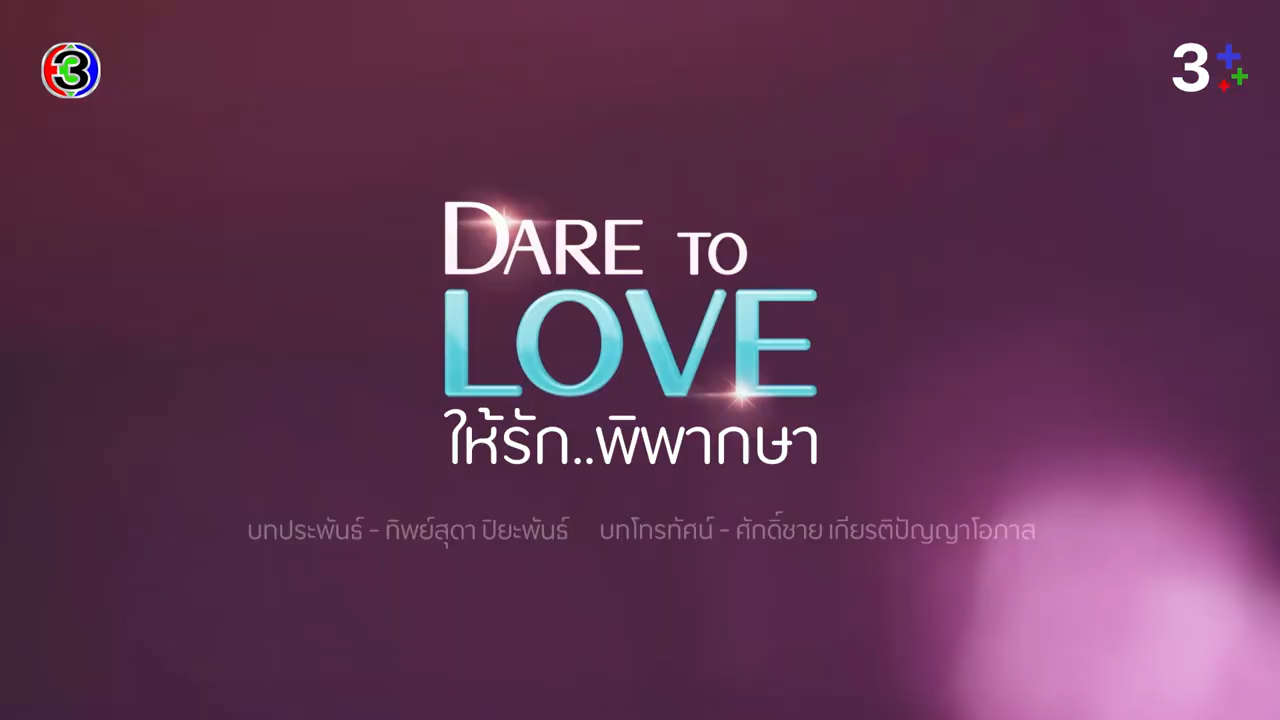 3
3
DARE TO
LOVE
ให้รัก..พิพากษา
บทประพันธ์ - ทิพย์สุดา ปิยะพันธ์ บทโทรทัศน์ - ศักดิ์ชาย เกียรติปัญญาโอภาส